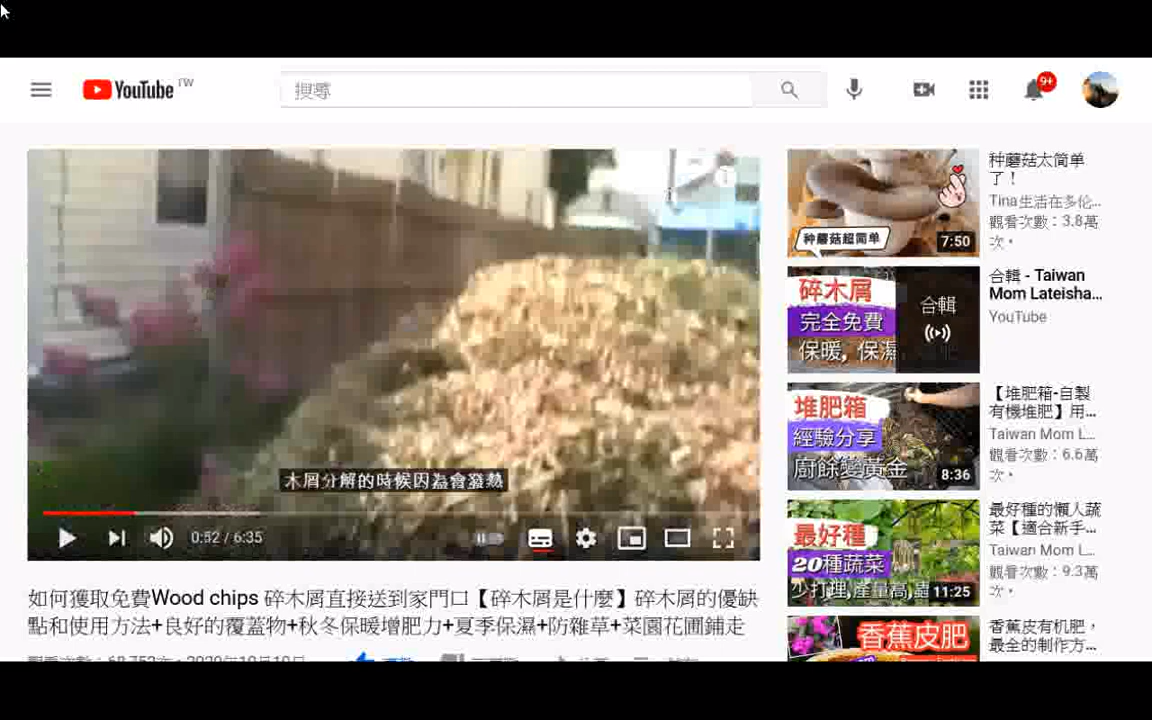 YouTube TW
搜尋
9+
木屑分解的時候因為會發熱
0:52 / 6:35
如何獲取免費Wood chips 碎木屑直接送到家門口【碎木屑是什麼】碎木屑的優缺
點和使用方法+良好的覆蓋物+秋冬保暖增肥力+夏季保濕+防雜草+菜園花圃鋪走
种蘑菇超简单
7:50
种蘑菇太简单
了！
Tina生活在多伦...
觀看次數：3.8萬
次・
碎木屑
完全免費
保暖, 保濕
合輯
合輯 - Taiwan
Mom Lateisha...
YouTube
堆肥箱
經驗分享
廚餘變黃金
8:36
【堆肥箱-自製
有機堆肥】用...
Taiwan Mom L...
觀看次數：6.6萬
次・
最好種
20種蔬菜
少打理,產量高,蟲
11:25
最好種的懶人蔬
菜【適合新手...
Taiwan Mom L...
觀看次數：9.3萬
次・
香蕉皮肥
香蕉皮有机肥，
最全的制作方...